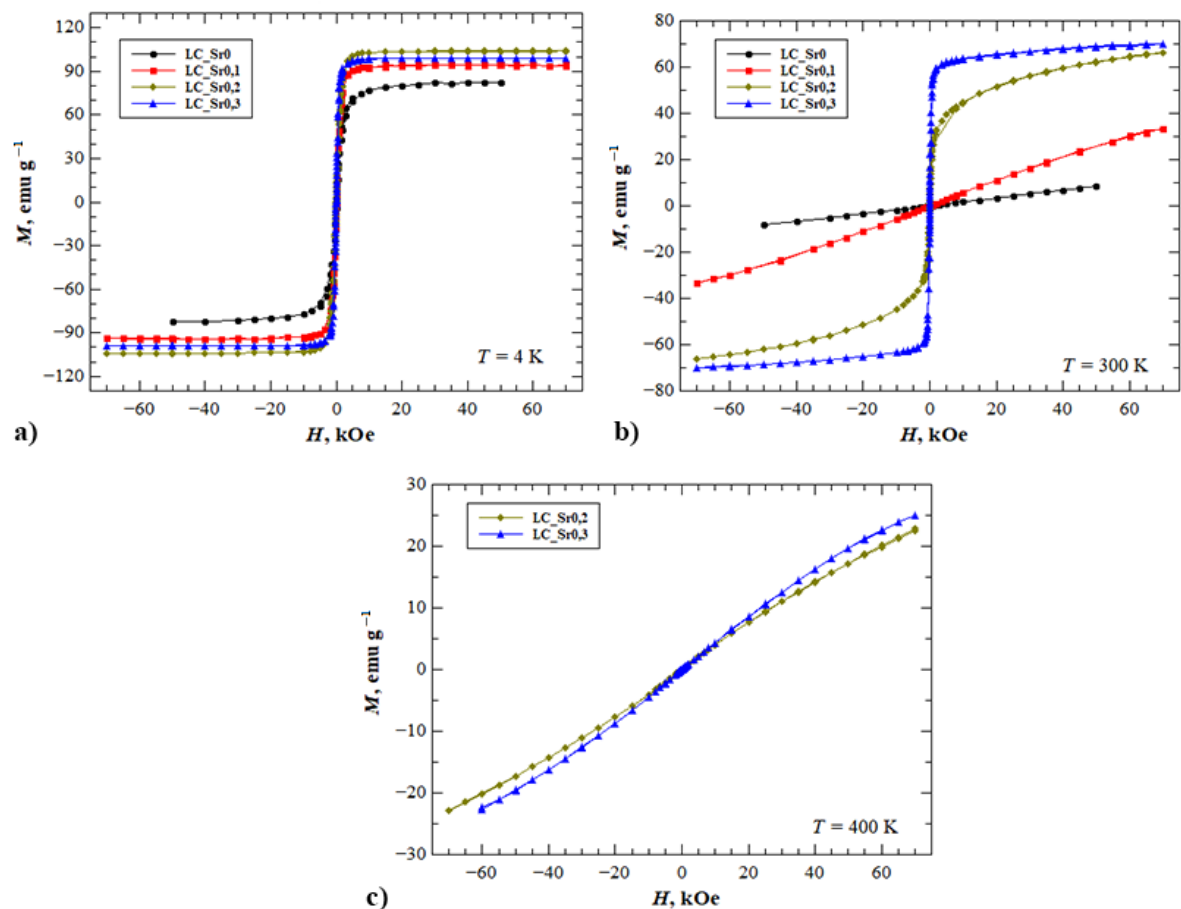 LC_Sr0
LC_Sr0,1
LC_Sr0,2
LC_Sr0,3
120
90
60
30
0
−30
−60
−90
−120
M, emu g⁻¹
T = 4 K
−60 −40 −20 0 20 40 60
H, kOe
a)
LC_Sr0
LC_Sr0,1
LC_Sr0,2
LC_Sr0,3
80
60
40
20
0
−20
−40
−60
−80
M, emu g⁻¹
T = 300 K
−60 −40 −20 0 20 40 60
H, kOe
b)
LC_Sr0,2
LC_Sr0,3
30
20
10
0
−10
−20
−30
M, emu g⁻¹
T = 400 K
−60 −40 −20 0 20 40 60
H, kOe
c)